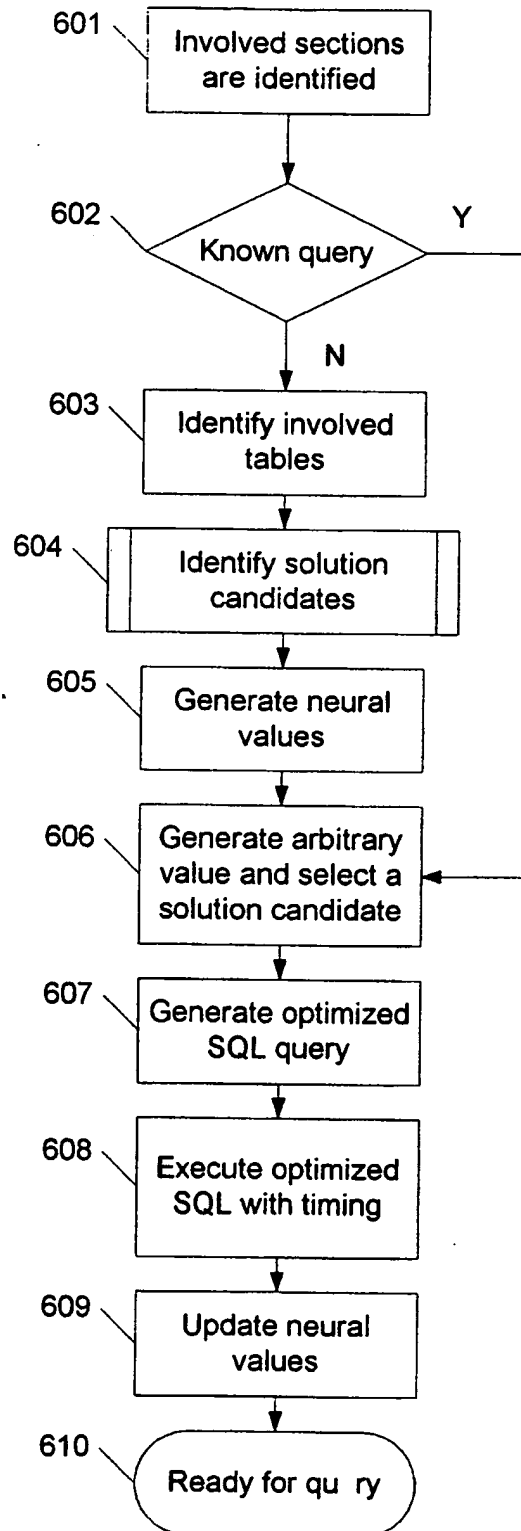 601
Involved sections
are identified
602
Known query
Y
N
603
Identify involved
tables
604
Identify solution
candidates
605
Generate neural
values
606
Generate arbitrary
value and select a
solution candidate
607
Generate optimized
SQL query
608
Execute optimized
SQL with timing
609
Update neural
values
610
Ready for qu ry